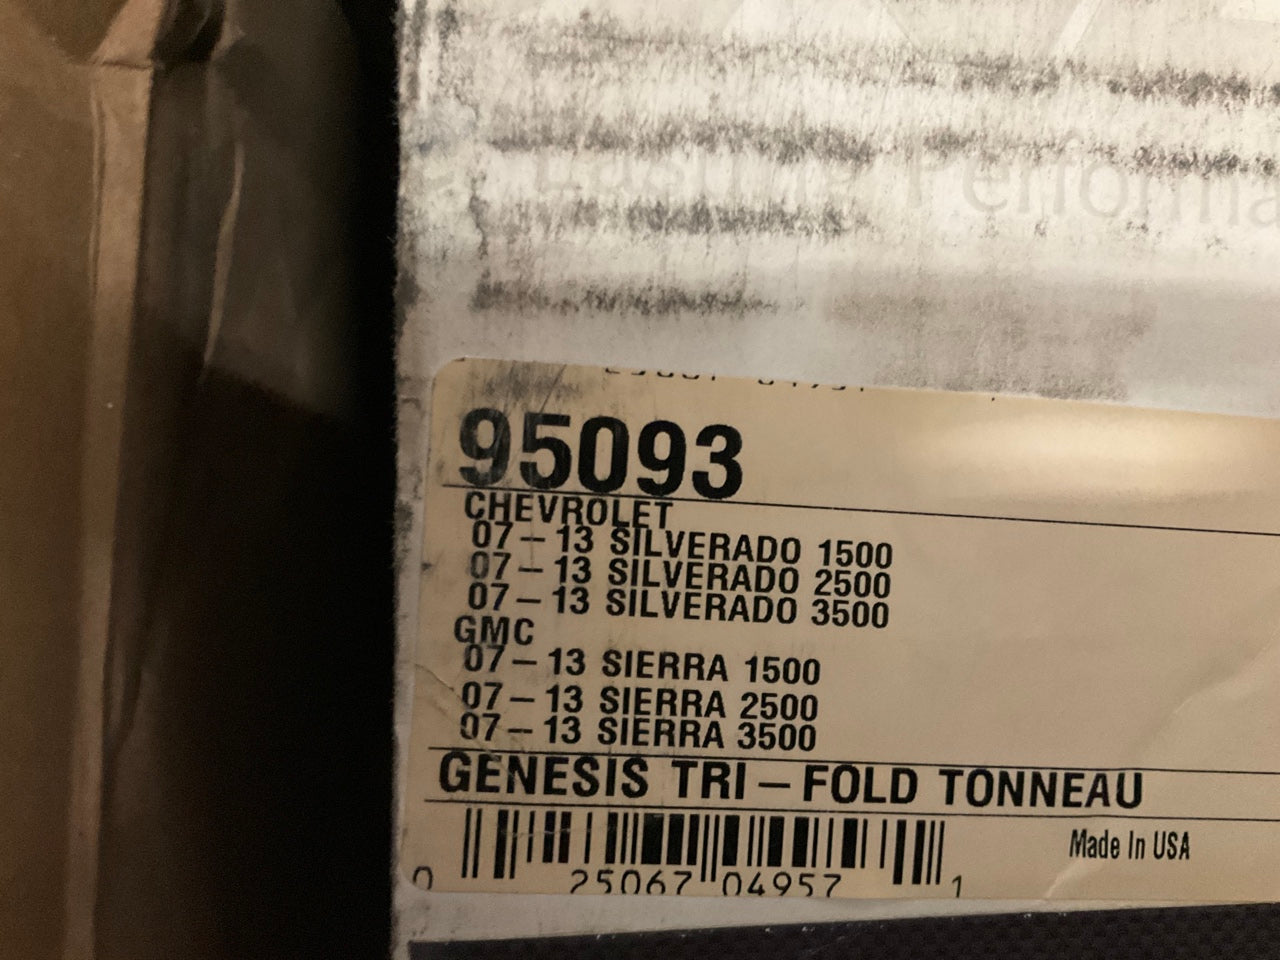 Lasting Performa
95093
CHEVROLET
07-13 SILVERADO 1500
07-13 SILVERADO 2500
07-13 SILVERADO 3500
GMC
07-13 SIERRA 1500
07-13 SIERRA 2500
07-13 SIERRA 3500
GENESIS TRI-FOLD TONNEAU
Made In USA
0 25067 04957 1